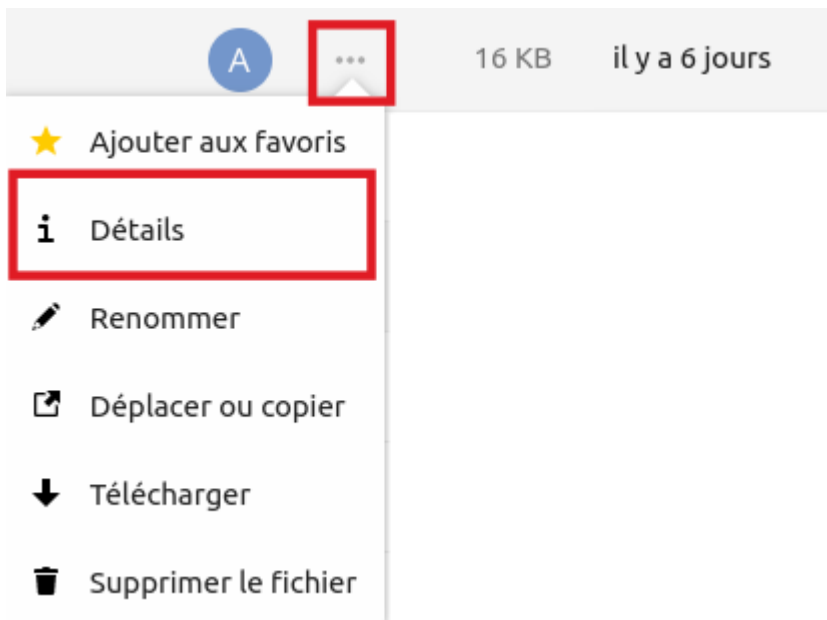 A ... 16 KB il y a 6 jours
Ajouter aux favoris
i Détails
Renommer
Déplacer ou copier
Télécharger
Supprimer le fichier